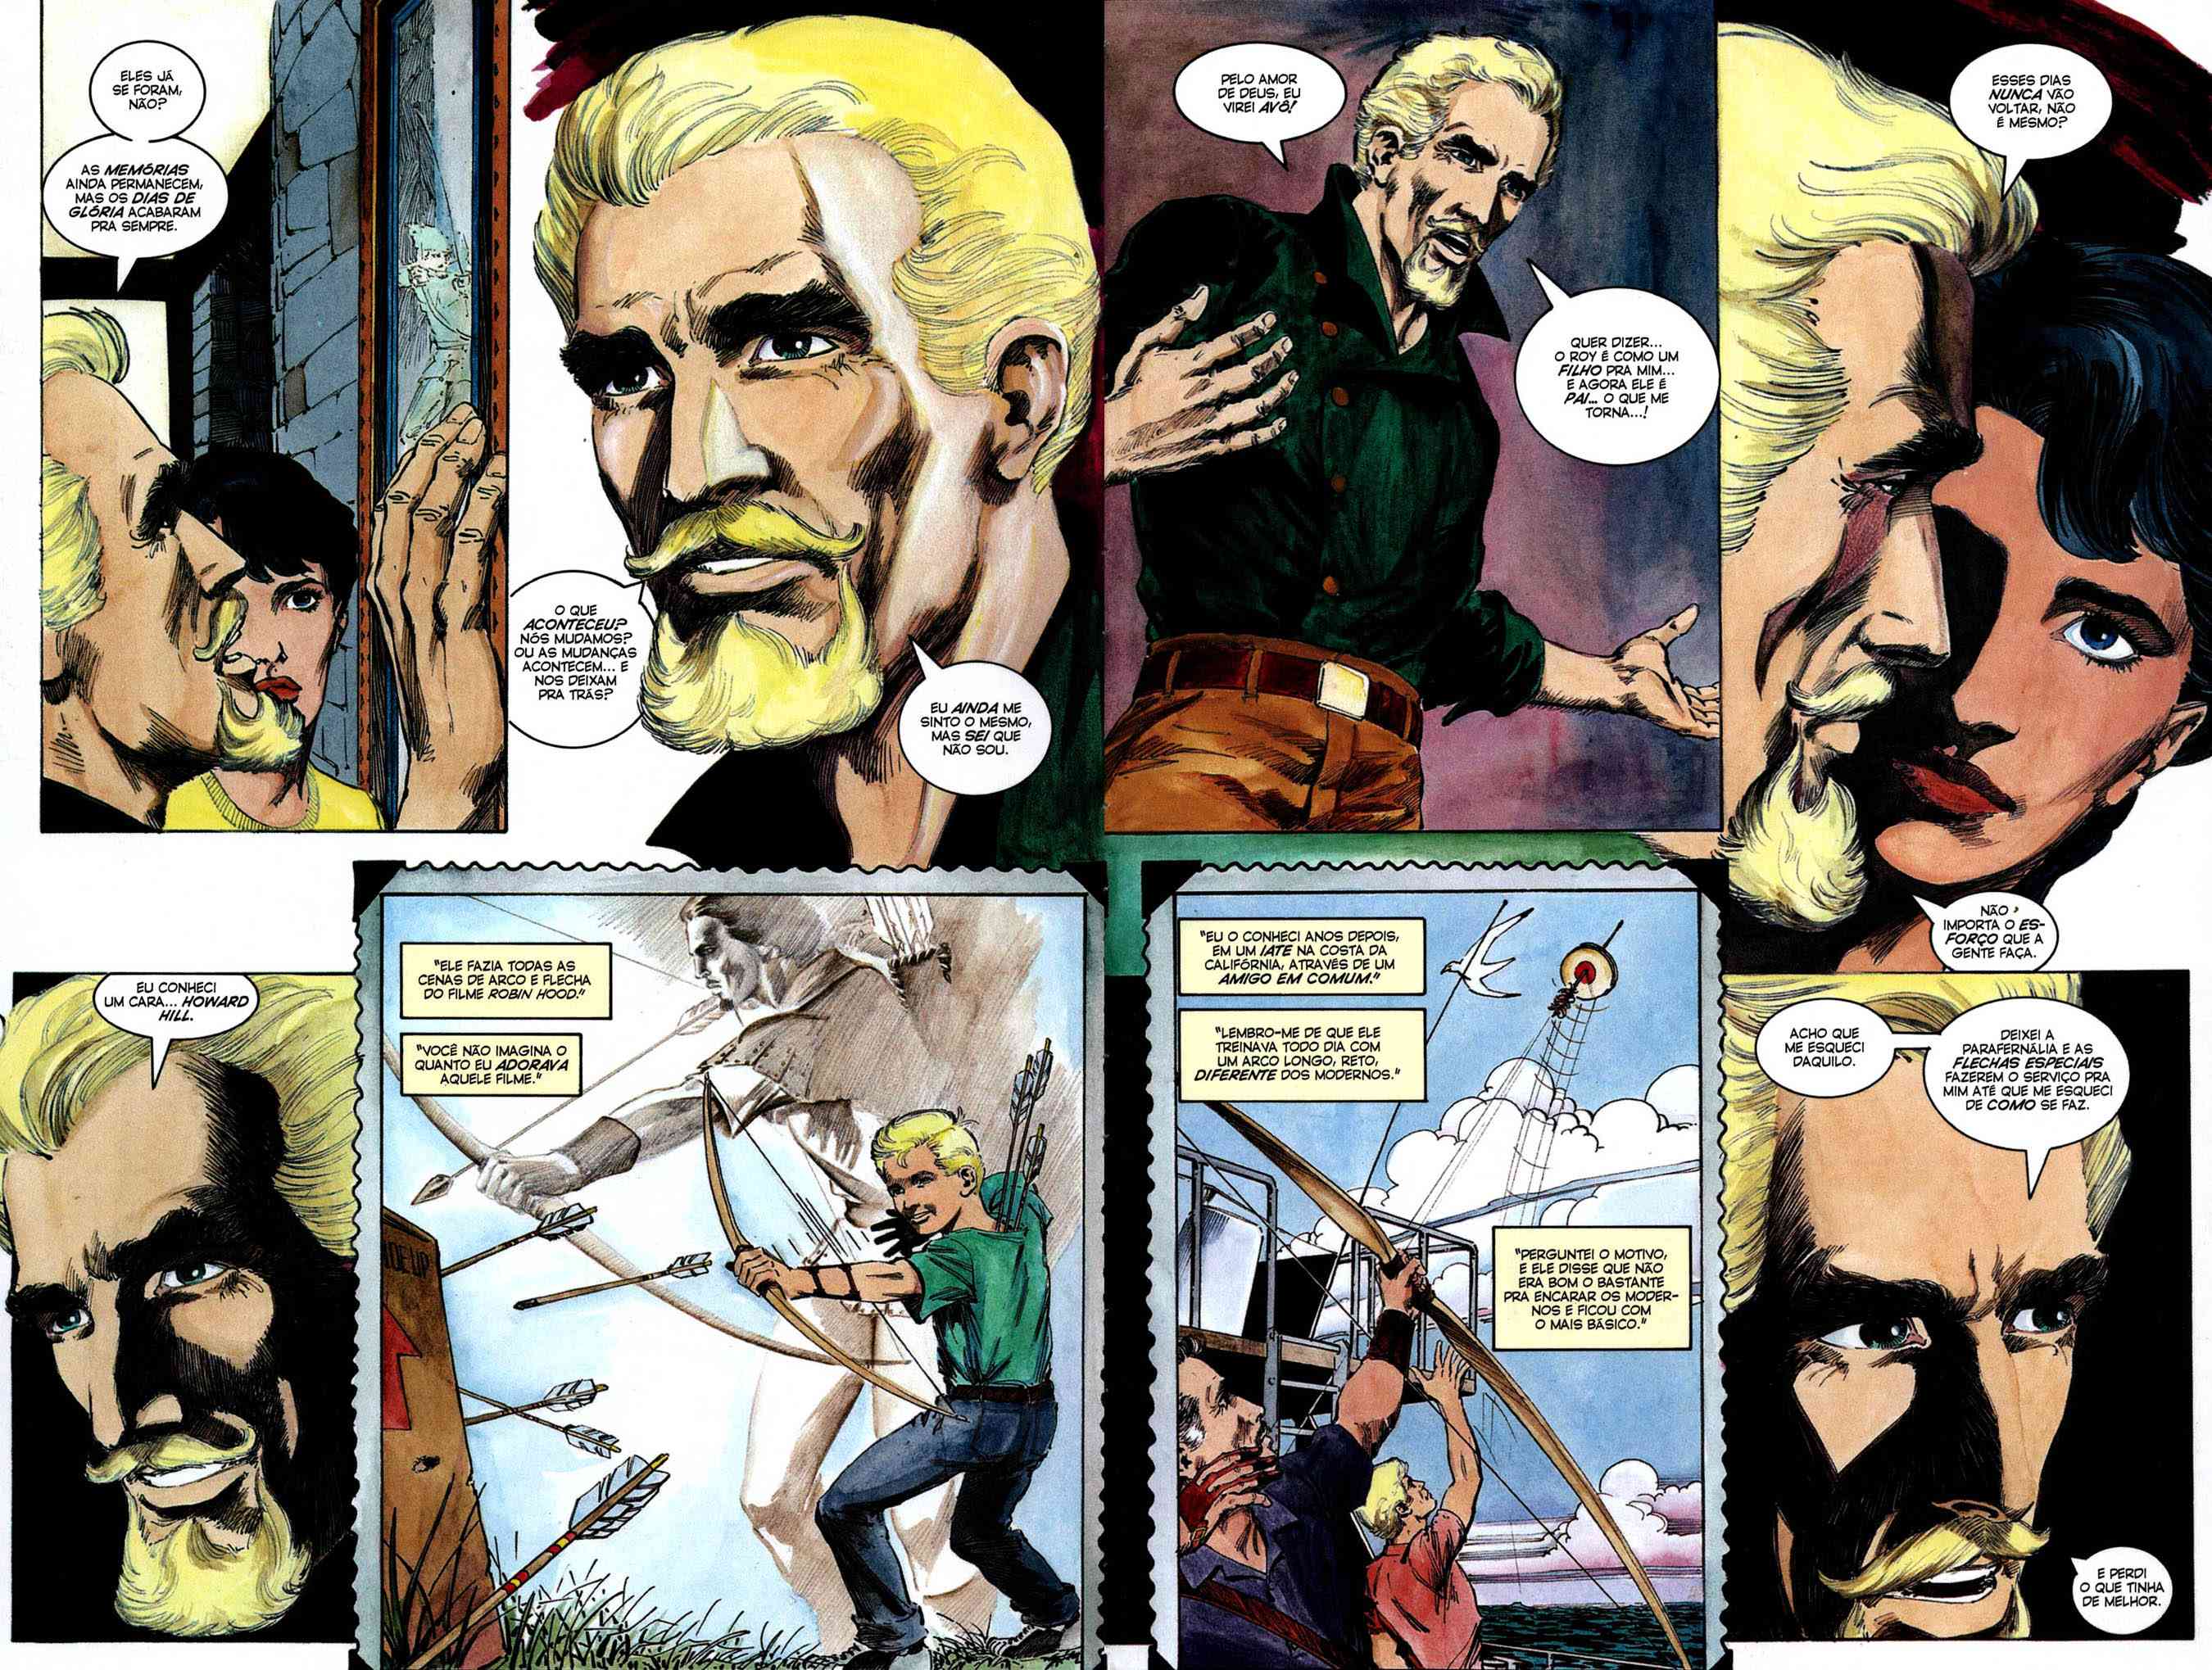 ELES JÁ
SE FORAM,
NÃO?
AS MEMÓRIAS
AINDA PERMANECEM,
MAS OS DIAS DE
GLÓRIA ACABARAM
PRA SEMPRE.
O QUE
ACONTECEU?
NÓS MUDAMOS?
OU AS MUDANÇAS
ACONTECEM... E
NOS DEIXAM
PRA TRÁS?
EU AINDA ME
SINTO O MESMO,
MAS SEI QUE
NÃO SOU.
PELO AMOR
DE DEUS, EU
VIREI AVÔ!
QUER DIZER...
O ROY É COMO UM
FILHO PRA MIM...
E AGORA ELE É
PAI... O QUE ME
TORNA...!
ESSES DIAS
NUNCA VÃO
VOLTAR, NÃO
É MESMO?
NÃO
IMPORTA O ES-
FORÇO QUE A
GENTE FAÇA.
EU CONHECI
UM CARA... HOWARD
HILL.
"ELE FAZIA TODAS AS
CENAS DE ARCO E FLECHA
DO FILME ROBIN HOOD."
"VOCÊ NÃO IMAGINA O
QUANTO EU ADORAVA
AQUELE FILME."
"EU O CONHECI ANOS DEPOIS,
EM UM IATE NA COSTA DA
CALIFÓRNIA, ATRAVÉS DE UM
AMIGO EM COMUM."
"LEMBRO-ME DE QUE ELE
TREINAVA TODO DIA COM
UM ARCO LONGO, RETO,
DIFERENTE DOS MODERNOS."
"PERGUNTEI O MOTIVO,
E ELE DISSE QUE NÃO
ERA BOM O BASTANTE
PRA ENCARAR OS MODER-
NOS E FICOU COM
O MAIS BÁSICO."
ACHO QUE
ME ESQUECI
DAQUILO.
DEIXEI A
PARAFERNÁLIA E AS
FLECHAS ESPECIAIS
FAZEREM O SERVIÇO PRA
MIM ATÉ QUE ME ESQUECI
DE COMO SE FAZ.
E PERDI
O QUE TINHA
DE MELHOR.